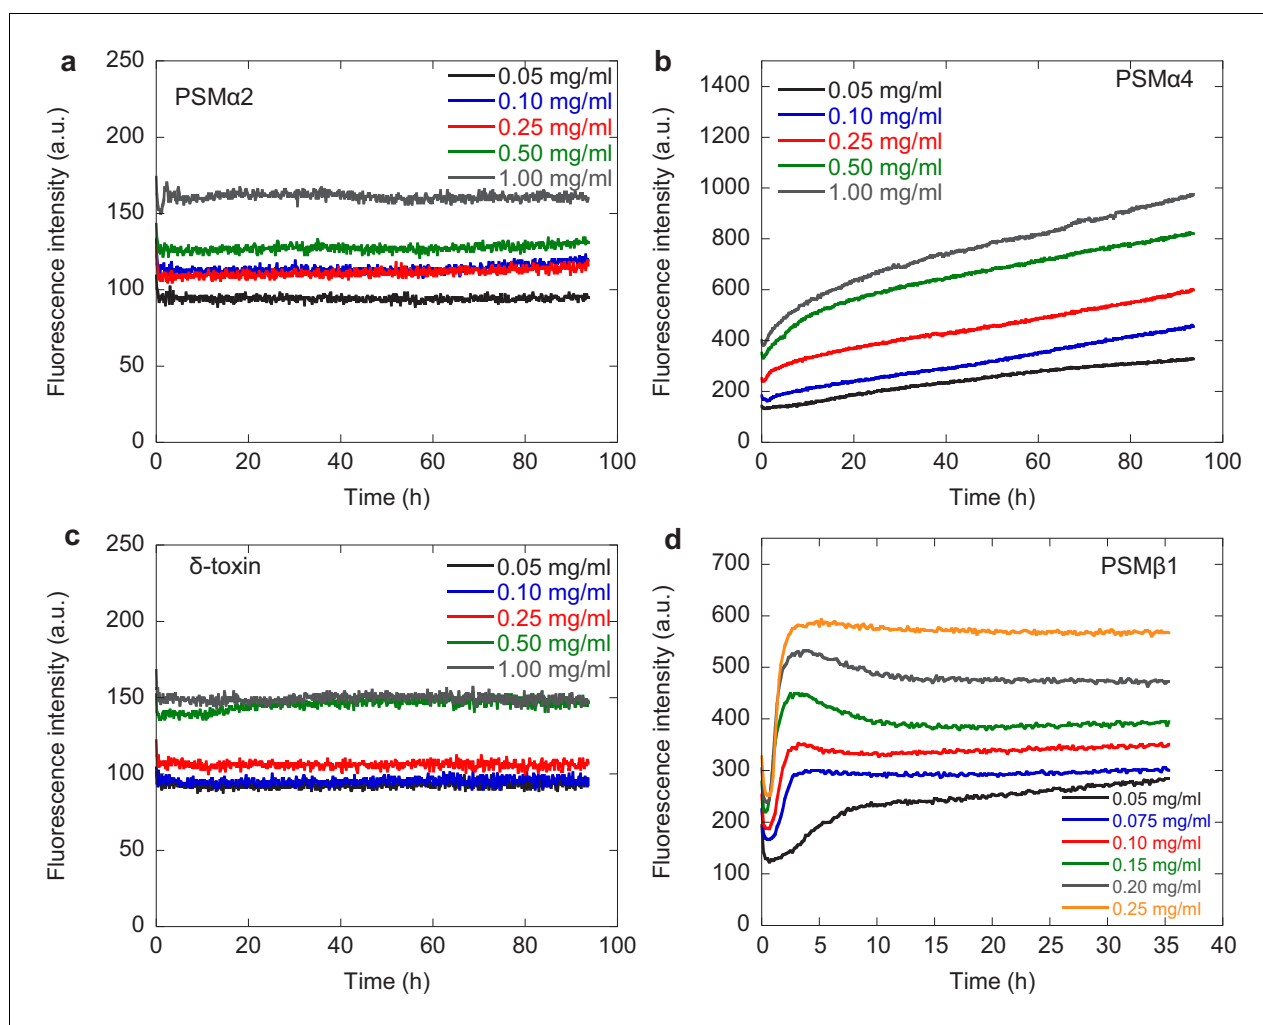 a
PSMα2
0.05 mg/ml
0.10 mg/ml
0.25 mg/ml
0.50 mg/ml
1.00 mg/ml
250
200
150
100
50
0
0 20 40 60 80 100
Fluorescence intensity (a.u.)
Time (h)
b
PSMα4
0.05 mg/ml
0.10 mg/ml
0.25 mg/ml
0.50 mg/ml
1.00 mg/ml
1400
1200
1000
800
600
400
200
0
0 20 40 60 80 100
Fluorescence intensity (a.u.)
Time (h)
c
δ-toxin
0.05 mg/ml
0.10 mg/ml
0.25 mg/ml
0.50 mg/ml
1.00 mg/ml
250
200
150
100
50
0
0 20 40 60 80 100
Fluorescence intensity (a.u.)
Time (h)
d
PSMβ1
700
600
500
400
300
200
100
0
0.05 mg/ml
0.075 mg/ml
0.10 mg/ml
0.15 mg/ml
0.20 mg/ml
0.25 mg/ml
0 5 10 15 20 25 30 35 40
Fluorescence intensity (a.u.)
Time (h)